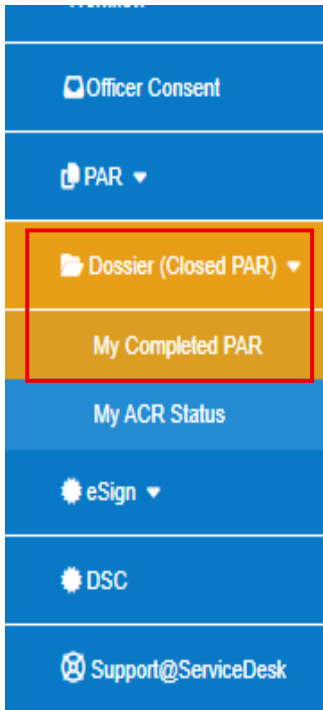 Officer Consent
PAR
Dossier (Closed PAR)
My Completed PAR
My ACR Status
eSign
DSC
Support@ServiceDesk